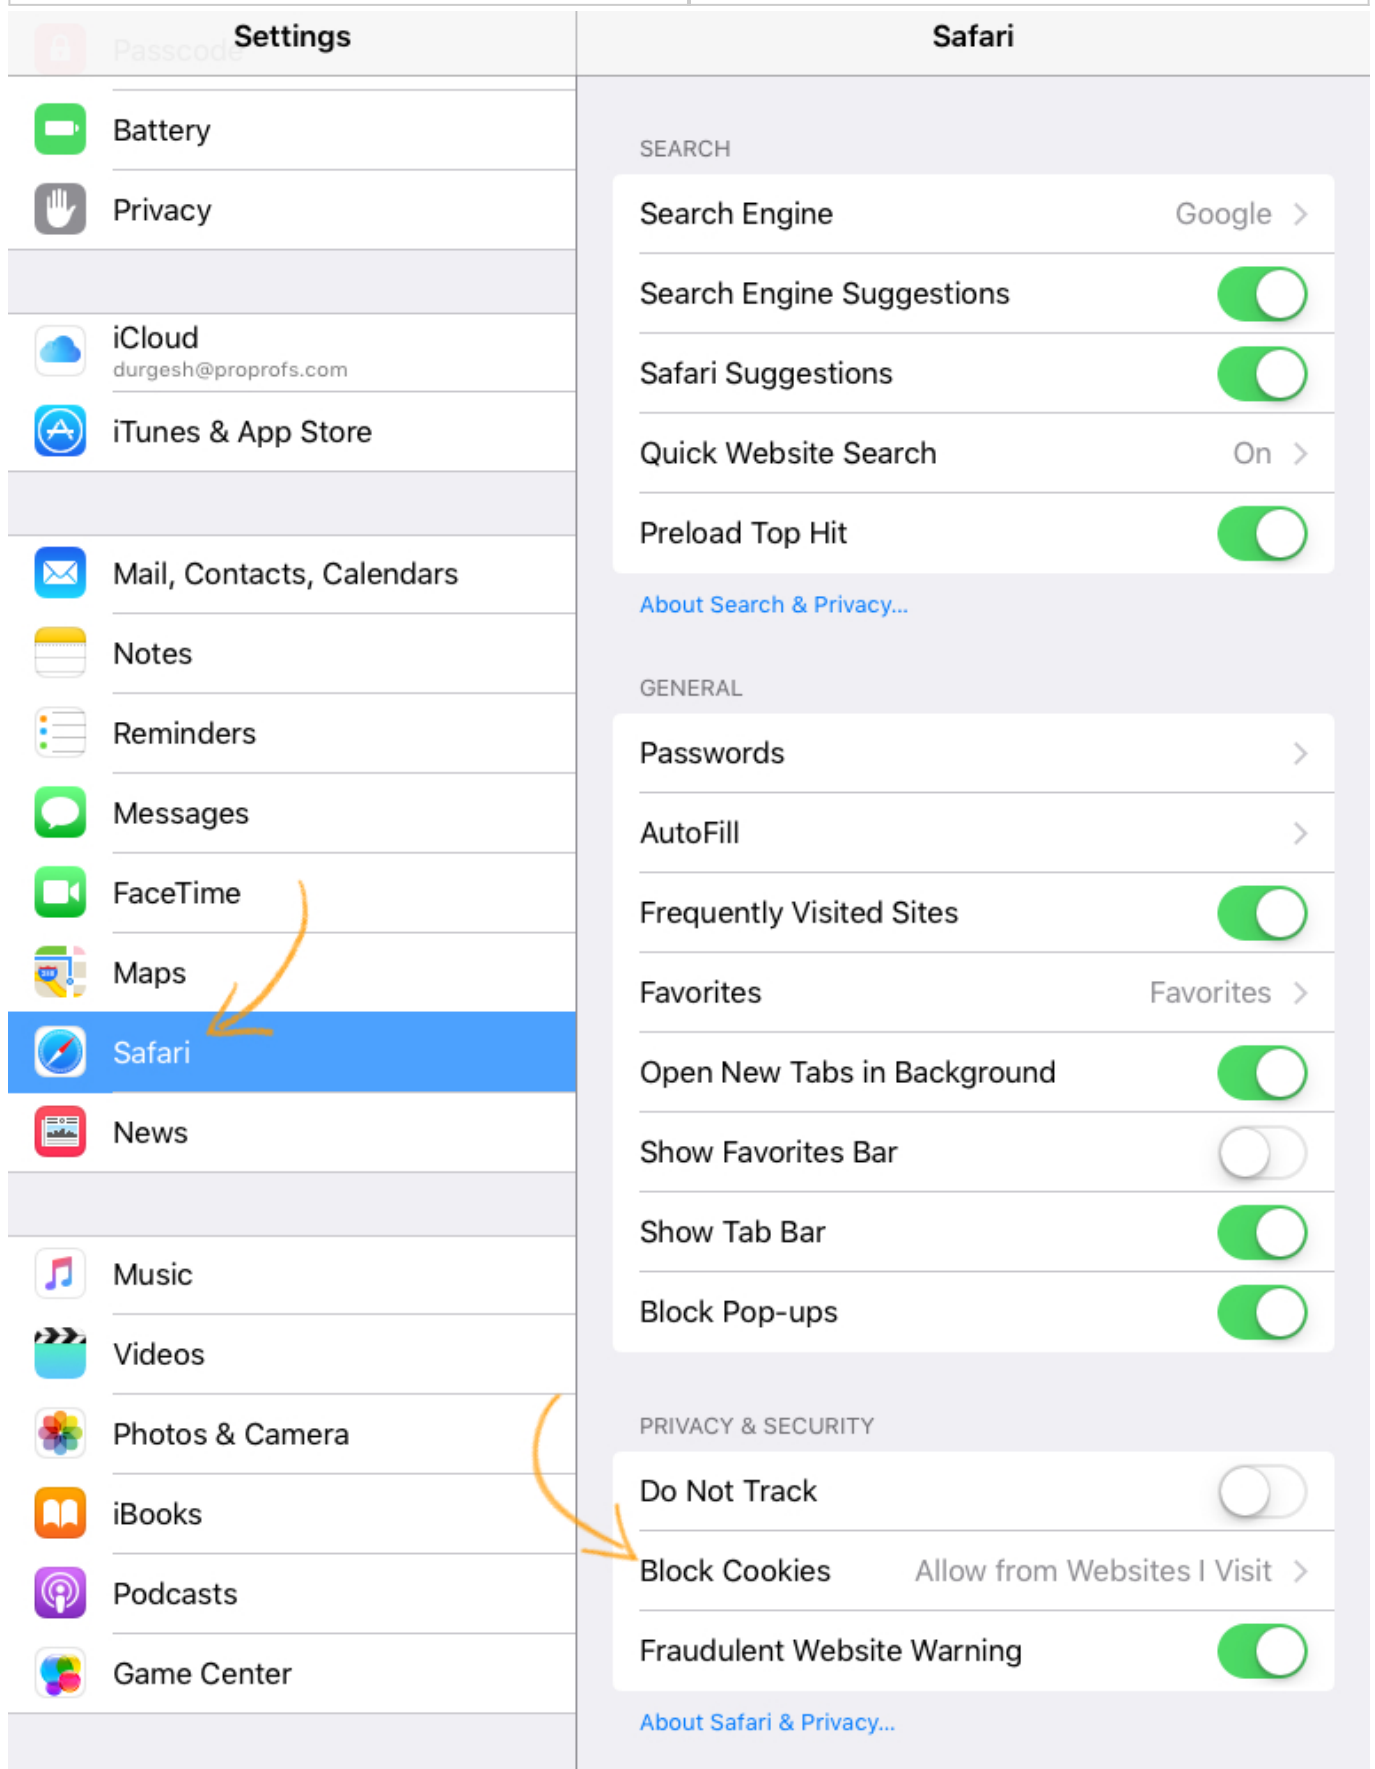 Settings
Passcode
Battery
Privacy
iCloud
durgesh@proprofs.com
iTunes & App Store
Mail, Contacts, Calendars
Notes
Reminders
Messages
FaceTime
Maps
Safari
News
Music
Videos
Photos & Camera
iBooks
Podcasts
Game Center
Safari
SEARCH
Search Engine Google
Search Engine Suggestions
Safari Suggestions
Quick Website Search On
Preload Top Hit
About Search & Privacy...
GENERAL
Passwords
AutoFill
Frequently Visited Sites
Favorites Favorites
Open New Tabs in Background
Show Favorites Bar
Show Tab Bar
Block Pop-ups
PRIVACY & SECURITY
Do Not Track
Block Cookies Allow from Websites I Visit
Fraudulent Website Warning
About Safari & Privacy...